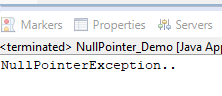 Markers Properties Servers
<terminated> NullPointer_Demo [Java App
NullPointerException..